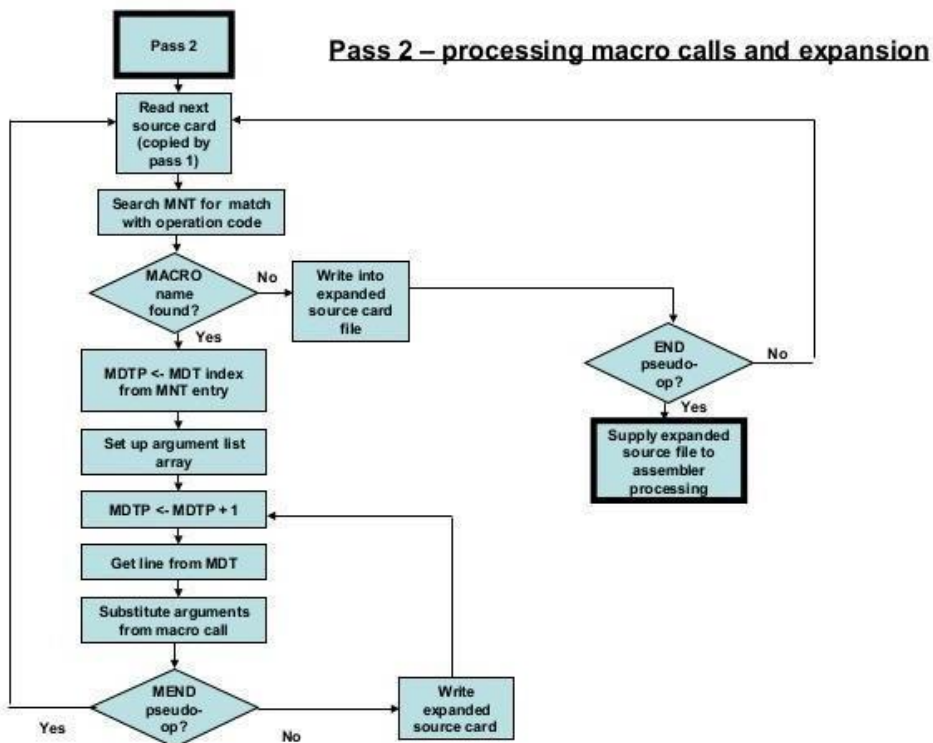 Pass 2
Pass 2 – processing macro calls and expansion
Read next
source card
(copied by
pass 1)
Search MNT for match
with operation code
MACRO
name
found?
No
Write into
expanded
source card
file
Yes
END
pseudo-
op?
No
Yes
Supply expanded
source file to
assembler
processing
MDTP <- MDT index
from MNT entry
Set up argument list
array
MDTP <- MDTP + 1
Get line from MDT
Substitute arguments
from macro call
MEND
pseudo-
op?
Yes
No
Write
expanded
source card